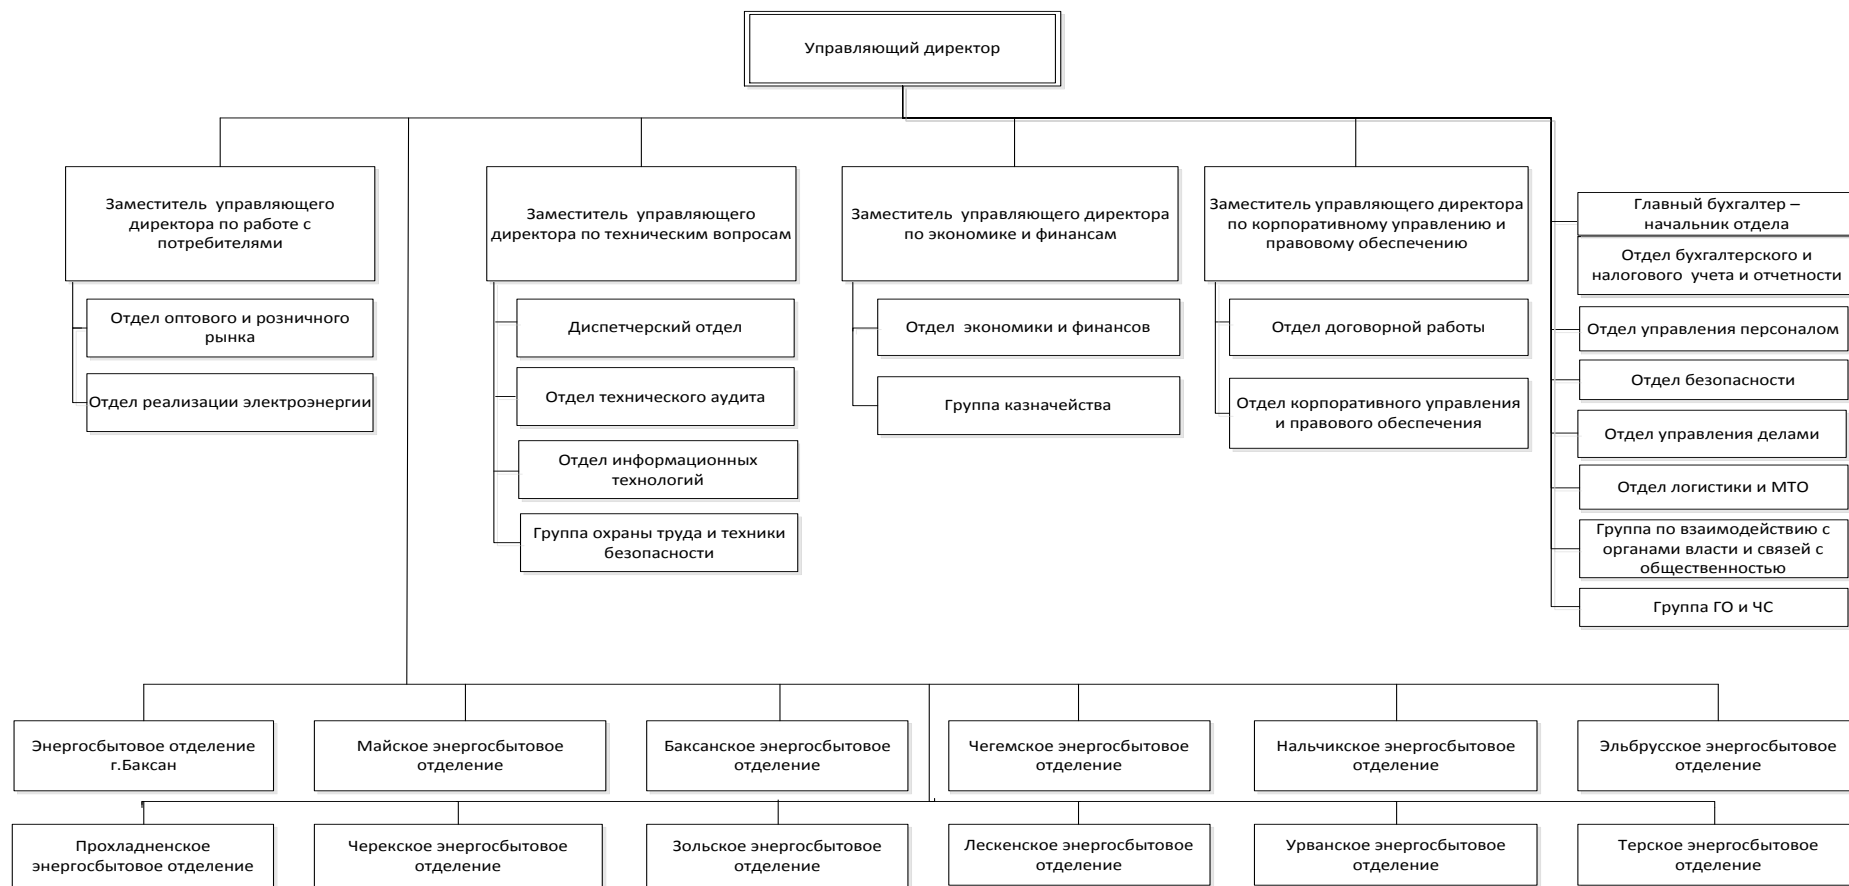 Управляющий директор
Заместитель управляющего
директора по работе с
потребителями
Отдел оптового и розничного
рынка
Отдел реализации электроэнергии
Заместитель управляющего
директора по техническим вопросам
Диспетчерский отдел
Отдел технического аудита
Отдел информационных
технологий
Группа охраны труда и техники
безопасности
Заместитель управляющего директора
по экономике и финансам
Отдел экономики и финансов
Группа казначейства
Заместитель управляющего директора
по корпоративному управлению и
правовому обеспечению
Отдел договорной работы
Отдел корпоративного управления
и правового обеспечения
Главный бухгалтер –
начальник отдела
Отдел бухгалтерского и
налогового учета и отчетности
Отдел управления персоналом
Отдел безопасности
Отдел управления делами
Отдел логистики и МТО
Группа по взаимодействию с
органами власти и связей с
общественностью
Группа ГО и ЧС
Энергосбытовое отделение
г.Баксан
Майское энергосбытовое
отделение
Баксанское энергосбытовое
отделение
Чегемское энергосбытовое
отделение
Нальчикское энергосбытовое
отделение
Эльбрусское энергосбытовое
отделение
Прохладненское
энергосбытовое отделение
Черекское энергосбытовое
отделение
Зольское энергосбытовое
отделение
Лескенское энергосбытовое
отделение
Урванское энергосбытовое
отделение
Терское энергосбытовое
отделение